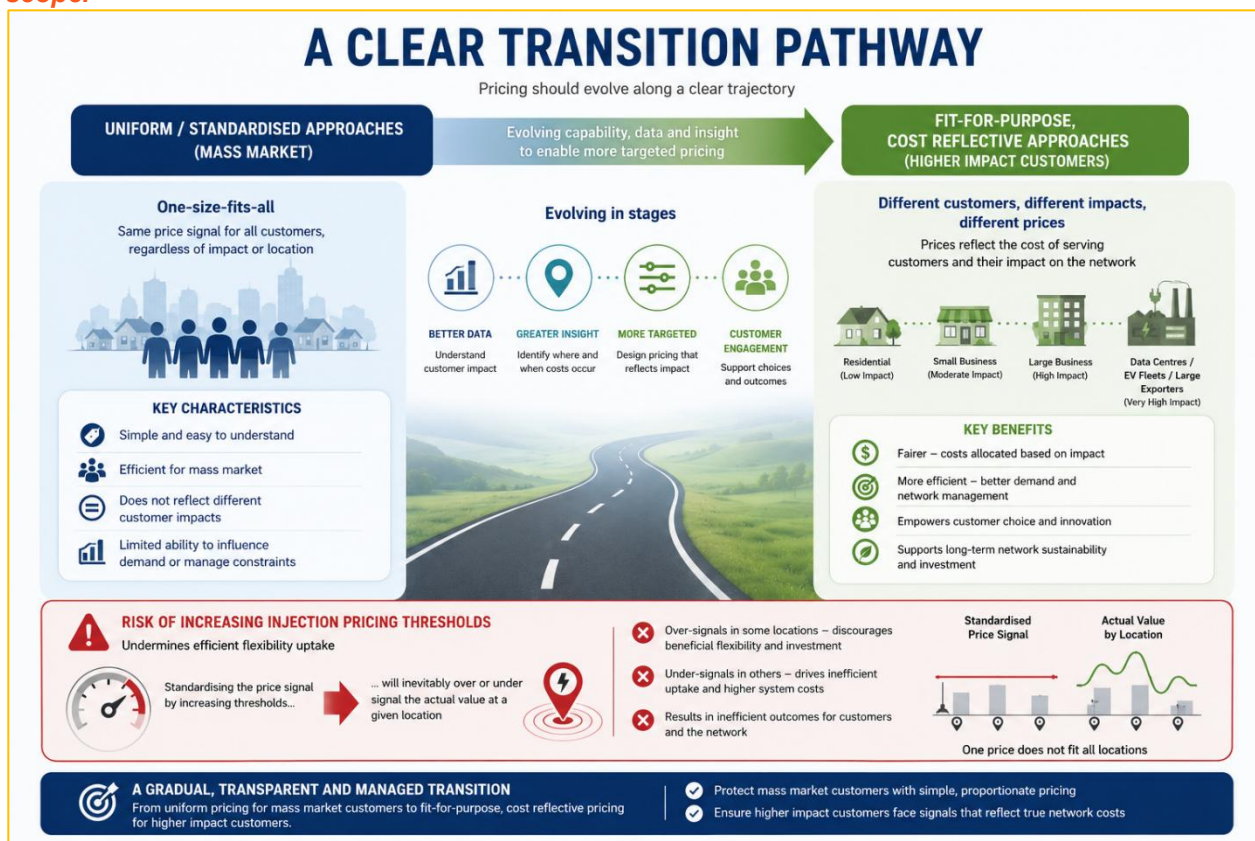 scope.
A CLEAR TRANSITION PATHWAY
Pricing should evolve along a clear trajectory
UNIFORM / STANDARDISED APPROACHES
(MASS MARKET)
Evolving capability, data and insight
to enable more targeted pricing
FIT-FOR-PURPOSE,
COST REFLECTIVE APPROACHES
(HIGHER IMPACT CUSTOMERS)
One-size-fits-all
Same price signal for all customers,
regardless of impact or location
KEY CHARACTERISTICS
Simple and easy to understand
Efficient for mass market
Does not reflect different
customer impacts
Limited ability to influence
demand or manage constraints
Evolving in stages
BETTER DATA
Understand
customer impact
GREATER INSIGHT
Identify where and
when costs occur
MORE TARGETED
Design pricing that
reflects impact
CUSTOMER
ENGAGEMENT
Support choices
and outcomes
Different customers, different impacts,
different prices
Prices reflect the cost of serving
customers and their impact on the network
Residential
(Low Impact)
Small Business
(Moderate Impact)
Large Business
(High Impact)
Data Centres /
EV Fleets / Large
Exporters
(Very High Impact)
KEY BENEFITS
Fairer – costs allocated based on impact
More efficient – better demand and
network management
Empowers customer choice and innovation
Supports long-term network sustainability
and investment
RISK OF INCREASING INJECTION PRICING THRESHOLDS
Undermines efficient flexibility uptake
Standardising the price signal
by increasing thresholds...
... will inevitably over or under
signal the actual value at a
given location
Over-signals in some locations – discourages
beneficial flexibility and investment
Under-signals in others – drives inefficient
uptake and higher system costs
Results in inefficient outcomes for customers
and the network
Standardised
Price Signal
Actual Value
by Location
One price does not fit all locations
A GRADUAL, TRANSPARENT AND MANAGED TRANSITION
From uniform pricing for mass market customers to fit-for-purpose, cost reflective pricing
for higher impact customers.
Protect mass market customers with simple, proportionate pricing
Ensure higher impact customers face signals that reflect true network costs